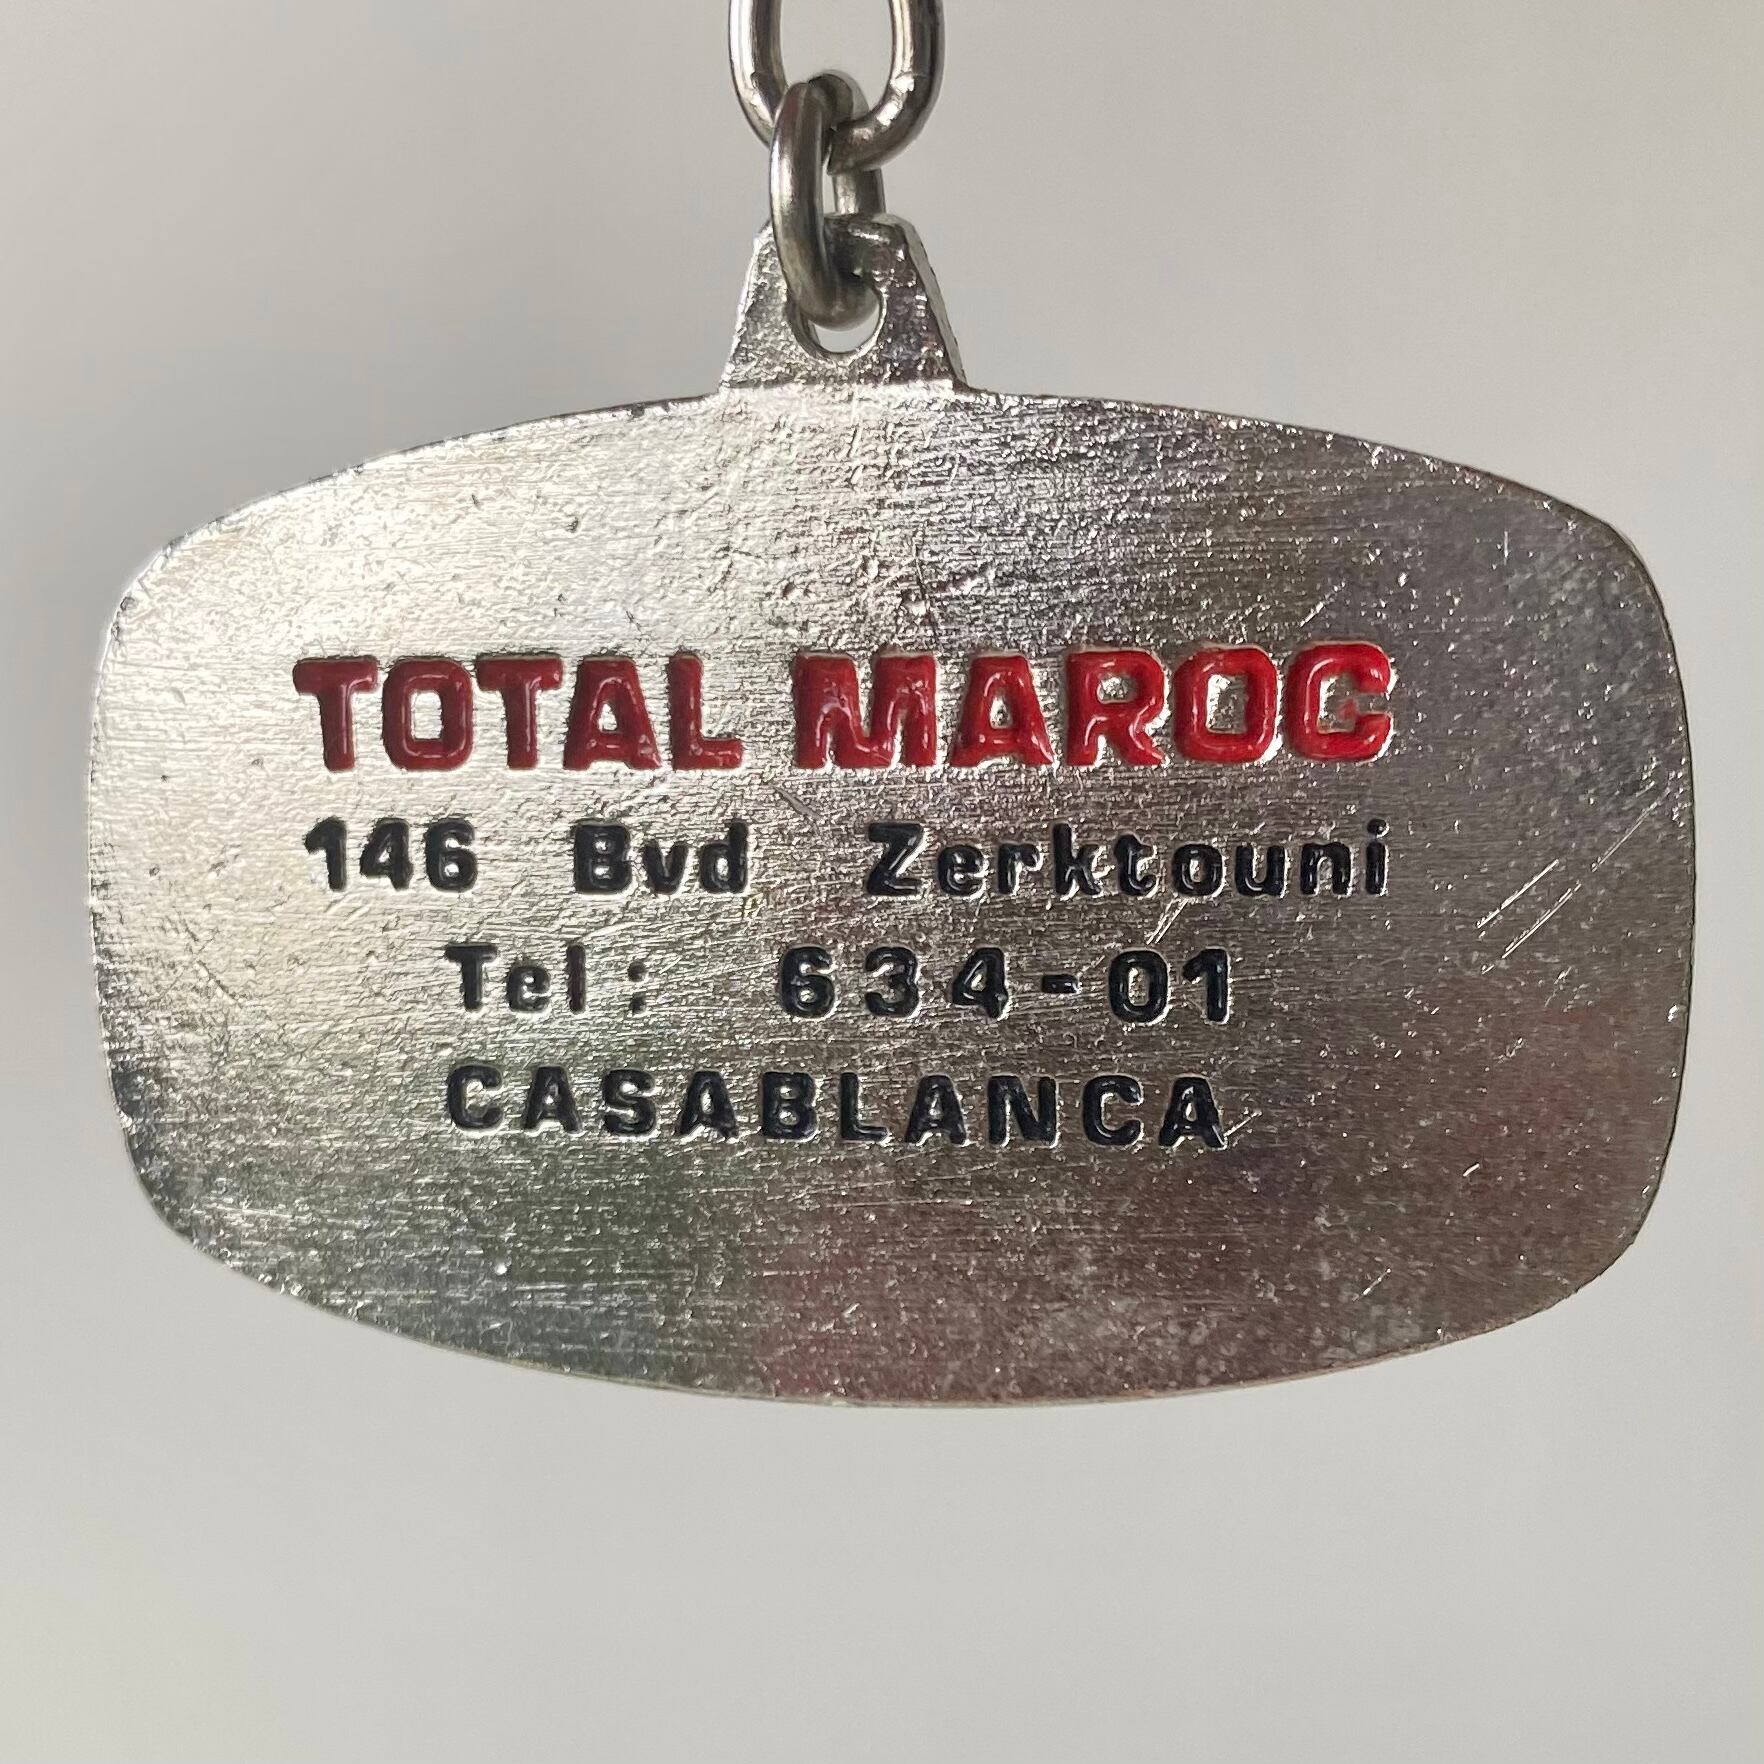 TOTAL MAROC
146 Bvd Zerktouni
Tel: 634-01
CASABLANCA